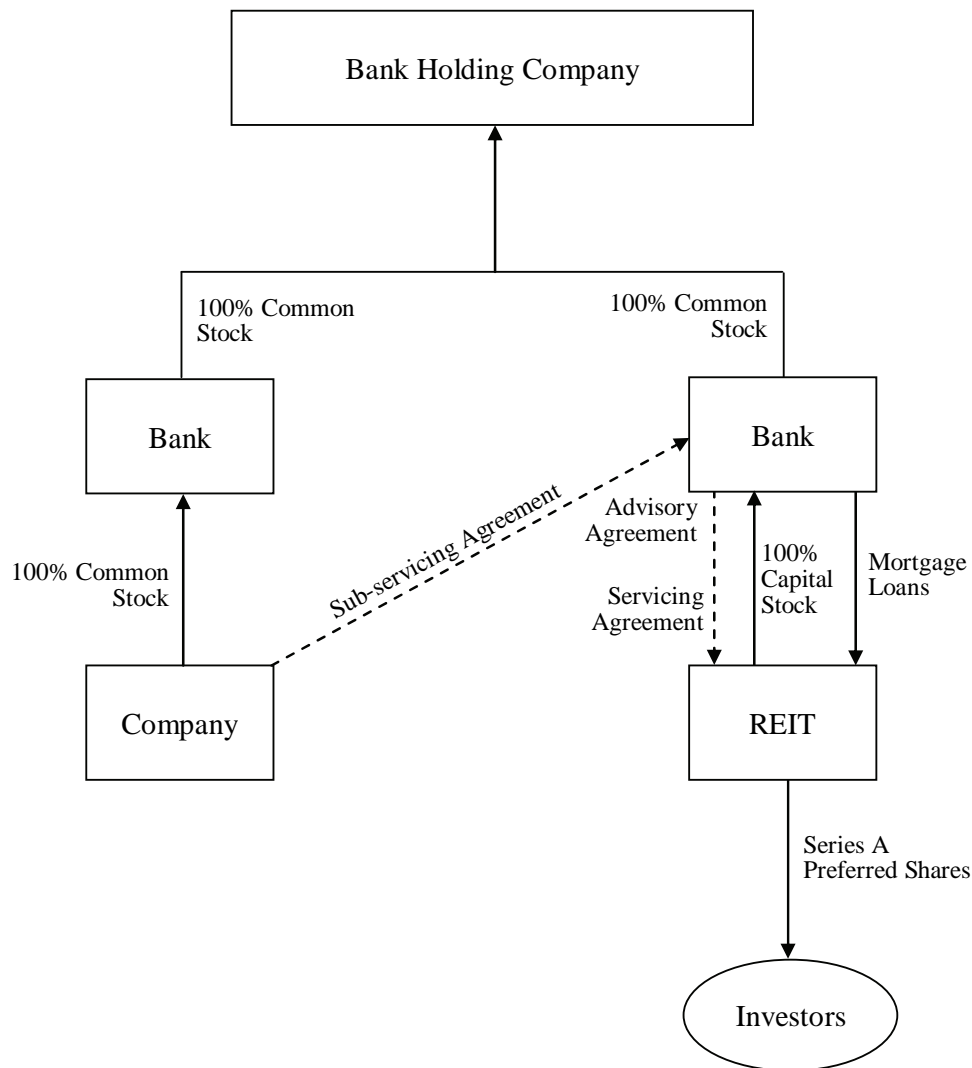 Bank Holding Company
100% Common
Stock
100% Common
Stock
Bank
Bank
Sub-servicing Agreement
Advisory
Agreement
100% Common
Stock
100%
Capital
Stock
Mortgage
Loans
Servicing
Agreement
Company
REIT
Series A
Preferred Shares
Investors